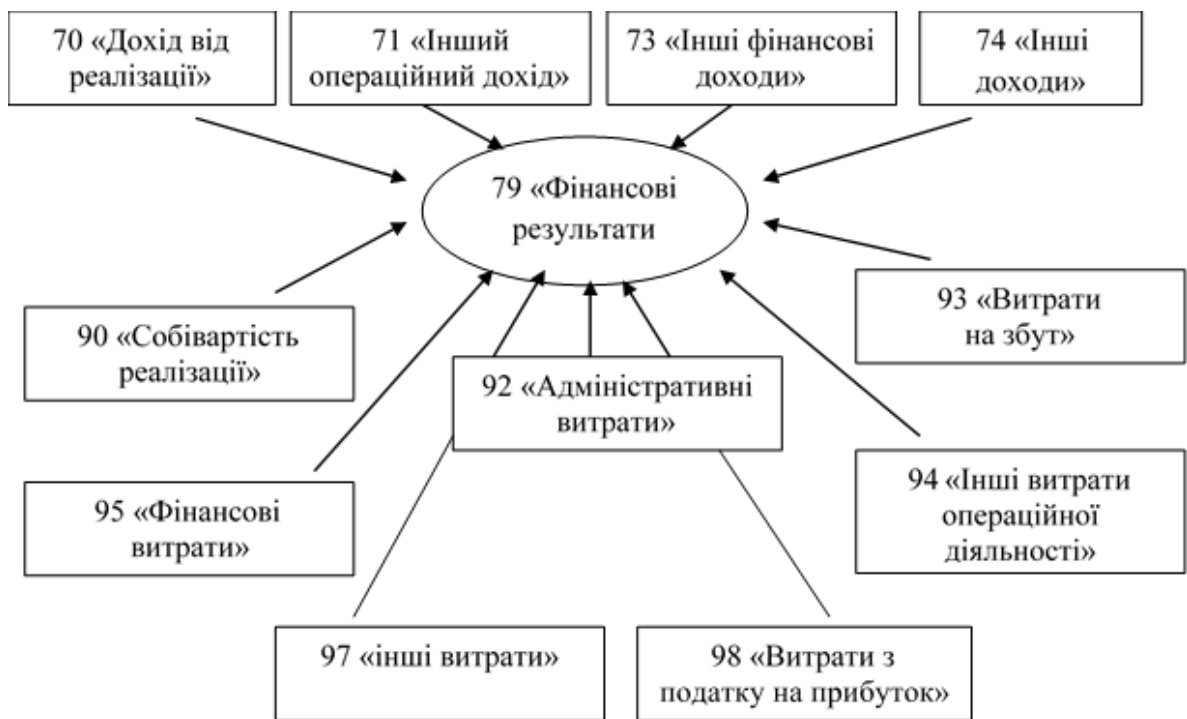 70 «Дохід від
реалізації»
71 «Інший
операційний дохід»
73 «Інші фінансові
доходи»
74 «Інші
доходи»
79 «Фінансові
результати
90 «Собівартість
реалізації»
93 «Витрати
на збут»
92 «Адміністративні
витрати»
95 «Фінансові
витрати»
94 «Інші витрати
операційної
діяльності»
97 «інші витрати»
98 «Витрати з
податку на прибуток»